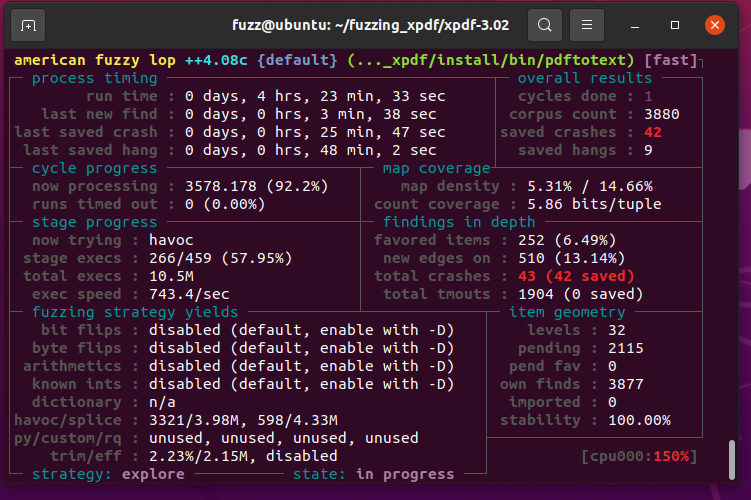 fuzz@ubuntu: ~/fuzzing_xpdf/xpdf-3.02
american fuzzy lop ++4.08c {default} (..._xpdf/install/bin/pdftotext) [fast]
process timing overall results
run time : 0 days, 4 hrs, 23 min, 33 sec cycles done : 1
last new find : 0 days, 0 hrs, 3 min, 38 sec corpus count : 3880
last saved crash : 0 days, 0 hrs, 25 min, 47 sec saved crashes : 42
last saved hang : 0 days, 0 hrs, 48 min, 2 sec saved hangs : 9
cycle progress map coverage
now processing : 3578.178 (92.2%) map density : 5.31% / 14.66%
runs timed out : 0 (0.00%) count coverage : 5.86 bits/tuple
stage progress findings in depth
now trying : havoc favored items : 252 (6.49%)
stage execs : 266/459 (57.95%) new edges on : 510 (13.14%)
total execs : 10.5M total crashes : 43 (42 saved)
exec speed : 743.4/sec total tmouts : 1904 (0 saved)
fuzzing strategy yields item geometry
bit flips : disabled (default, enable with -D) levels : 32
byte flips : disabled (default, enable with -D) pending : 2115
arithmetics : disabled (default, enable with -D) pend fav : 0
known ints : disabled (default, enable with -D) own finds : 3877
dictionary : n/a imported : 0
havoc/splice : 3321/3.98M, 598/4.33M stability : 100.00%
py/custom/rq : unused, unused, unused, unused
trim/eff : 2.23%/2.15M, disabled [cpu000:150%]
strategy: explore state: in progress